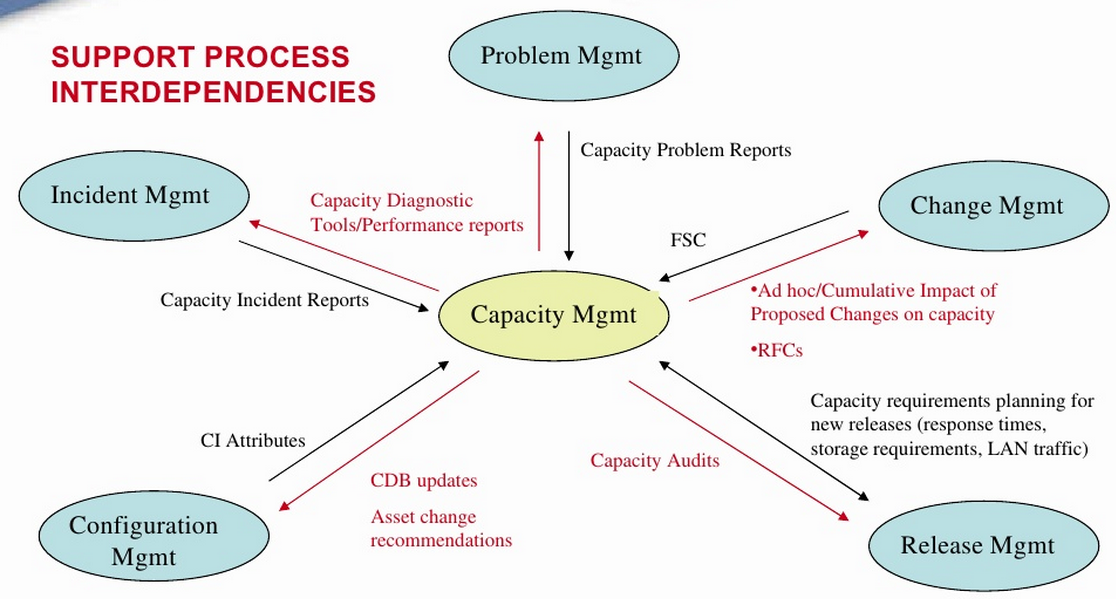 SUPPORT PROCESS
INTERDEPENDENCIES
Problem Mgmt
Capacity Problem Reports
Incident Mgmt
Capacity Diagnostic
Tools/Performance reports
Change Mgmt
FSC
Capacity Incident Reports
Capacity Mgmt
•Ad hoc/Cumulative Impact of
Proposed Changes on capacity
•RFCs
Capacity requirements planning for
new releases (response times,
storage requirements, LAN traffic)
CI Attributes
Capacity Audits
CDB updates
Asset change
recommendations
Configuration
Mgmt
Release Mgmt